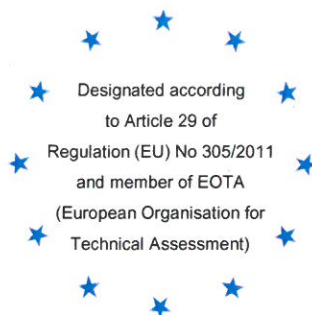 Designated according
to Article 29 of
Regulation (EU) No 305/2011
and member of EOTA
(European Organisation for
Technical Assessment)